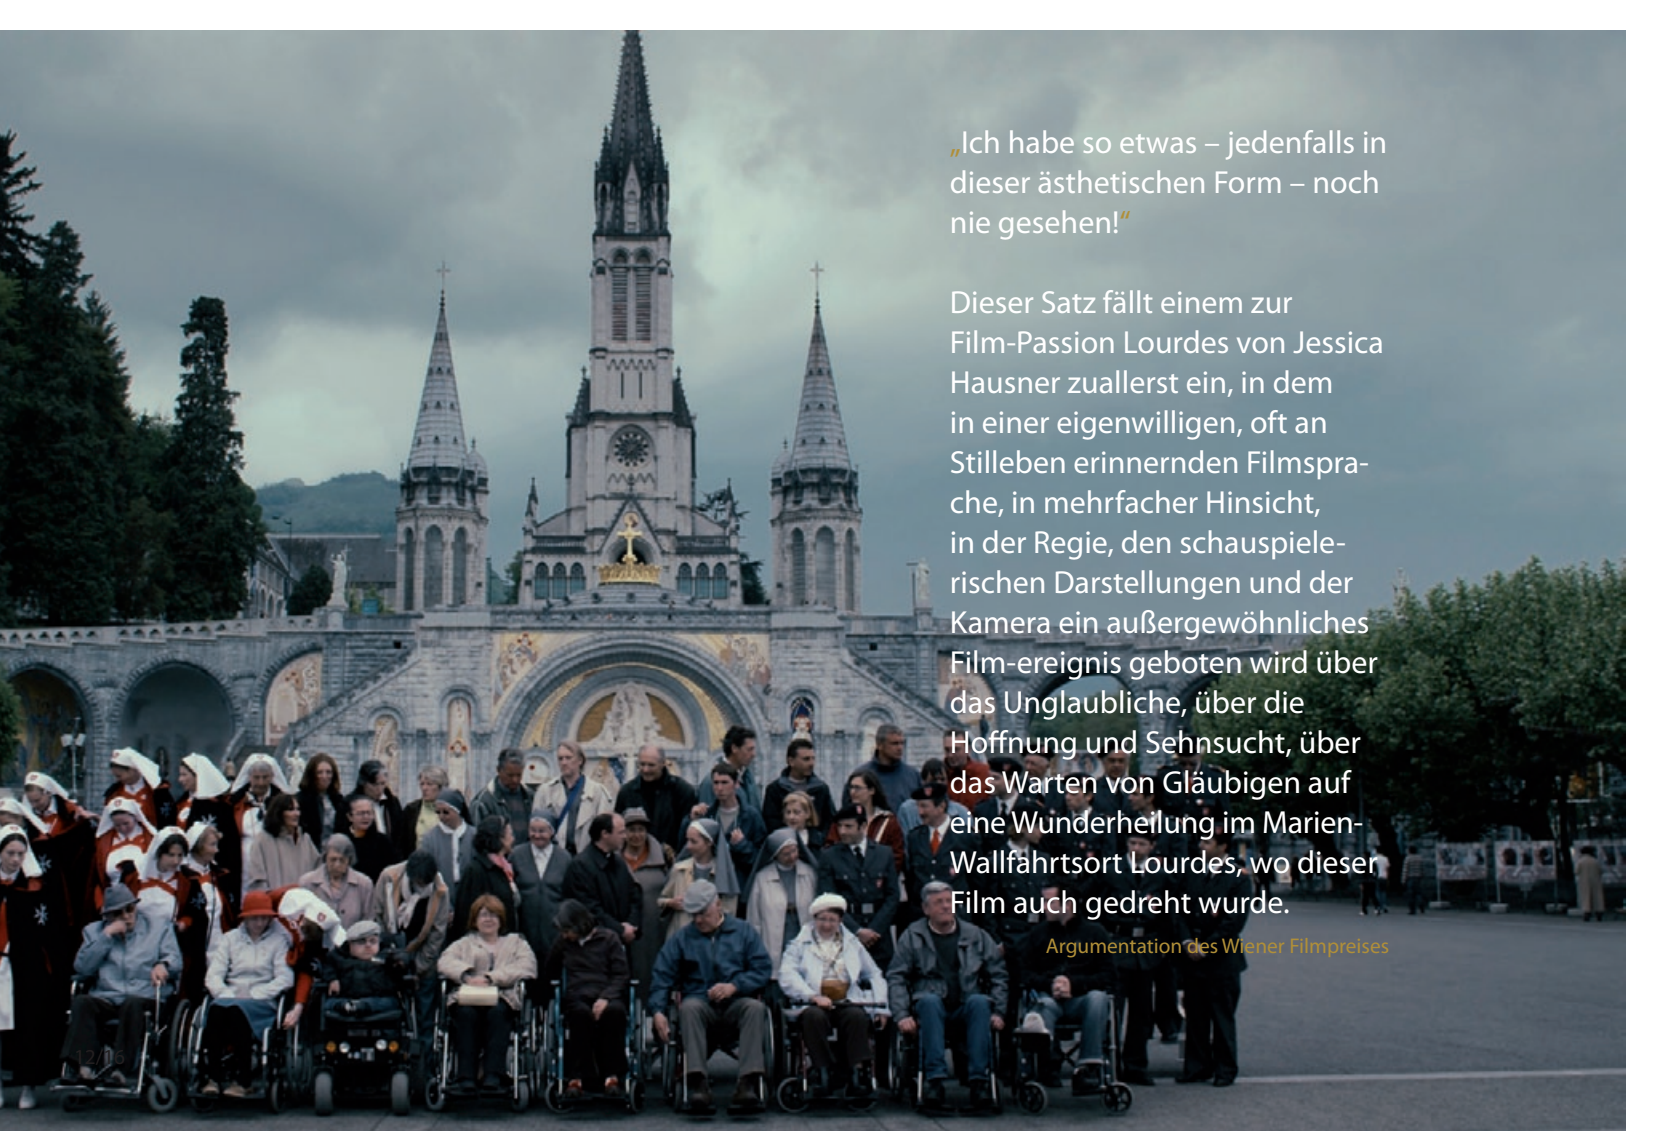 „Ich habe so etwas – jedenfalls in
dieser ästhetischen Form – noch
nie gesehen!“
Dieser Satz fällt einem zur
Film-Passion Lourdes von Jessica
Hausner zuallerst ein, in dem
in einer eigenwilligen, oft an
Stilleben erinnernden Filmspra-
che, in mehrfacher Hinsicht,
in der Regie, den schauspiele-
rischen Darstellungen und der
Kamera ein außergewöhnliches
Film-ereignis geboten wird über
das Unglaubliche, über die
Hoffnung und Sehnsucht, über
das Warten von Gläubigen auf
eine Wunderheilung im Marien-
Wallfahrtsort Lourdes, wo dieser
Film auch gedreht wurde.
Argumentation des Wiener Filmpreises
12/16